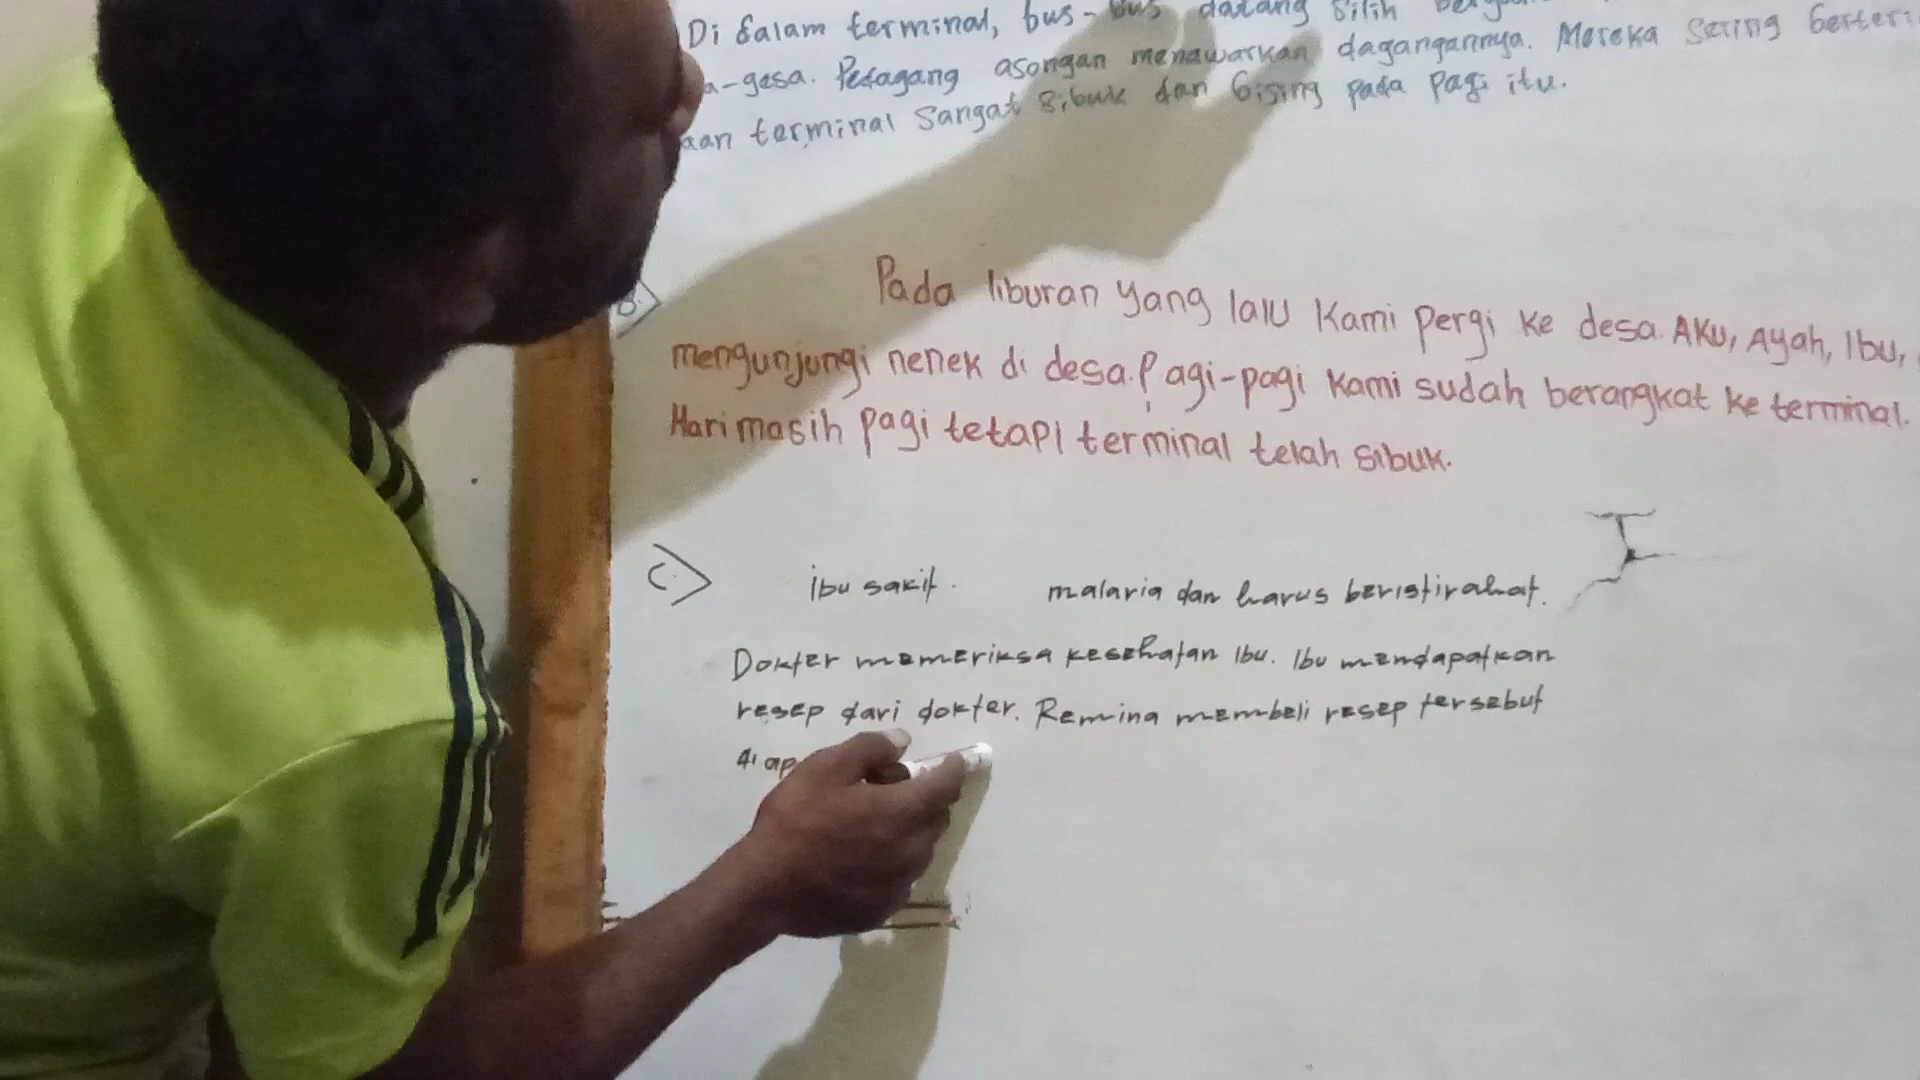 Di dalam terminal, bus-bus datang silih
a-gesa. Pedagang asongan menawarkan dagangannya. Mereka sering berteri
aan terminal sangat sibuk dan bising pada pagi itu.
B.
Pada liburan yang lalu kami pergi ke desa. Aku, Ayah, Ibu,
mengunjungi nenek di desa. Pagi-pagi kami sudah berangkat ke terminal.
Hari masih pagi tetapi terminal telah sibuk.
C.
ibu sakit. malaria dan harus beristirahat.
Dokter memeriksa kesehatan Ibu. Ibu mendapatkan
resep dari dokter. Remina membeli resep tersebut
di ap